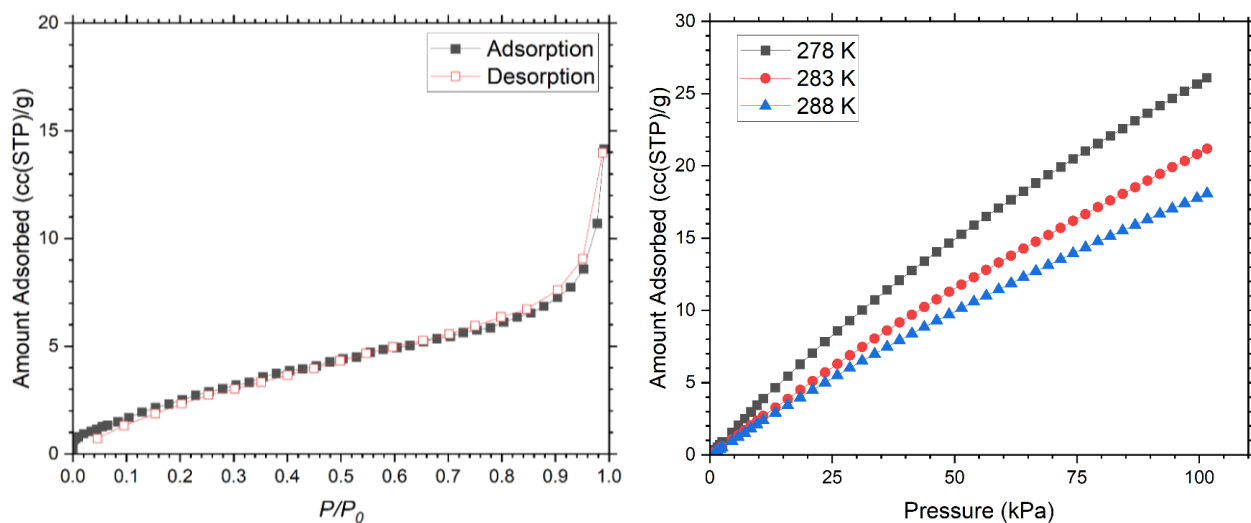 20
15
10
5
0
Amount Adsorbed (cc(STP)/g)
Adsorption
Desorption
0.0 0.1 0.2 0.3 0.4 0.5 0.6 0.7 0.8 0.9 1.0
P/P0
30
25
20
15
10
5
0
Amount Adsorbed (cc(STP)/g)
278 K
283 K
288 K
0 25 50 75 100
Pressure (kPa)